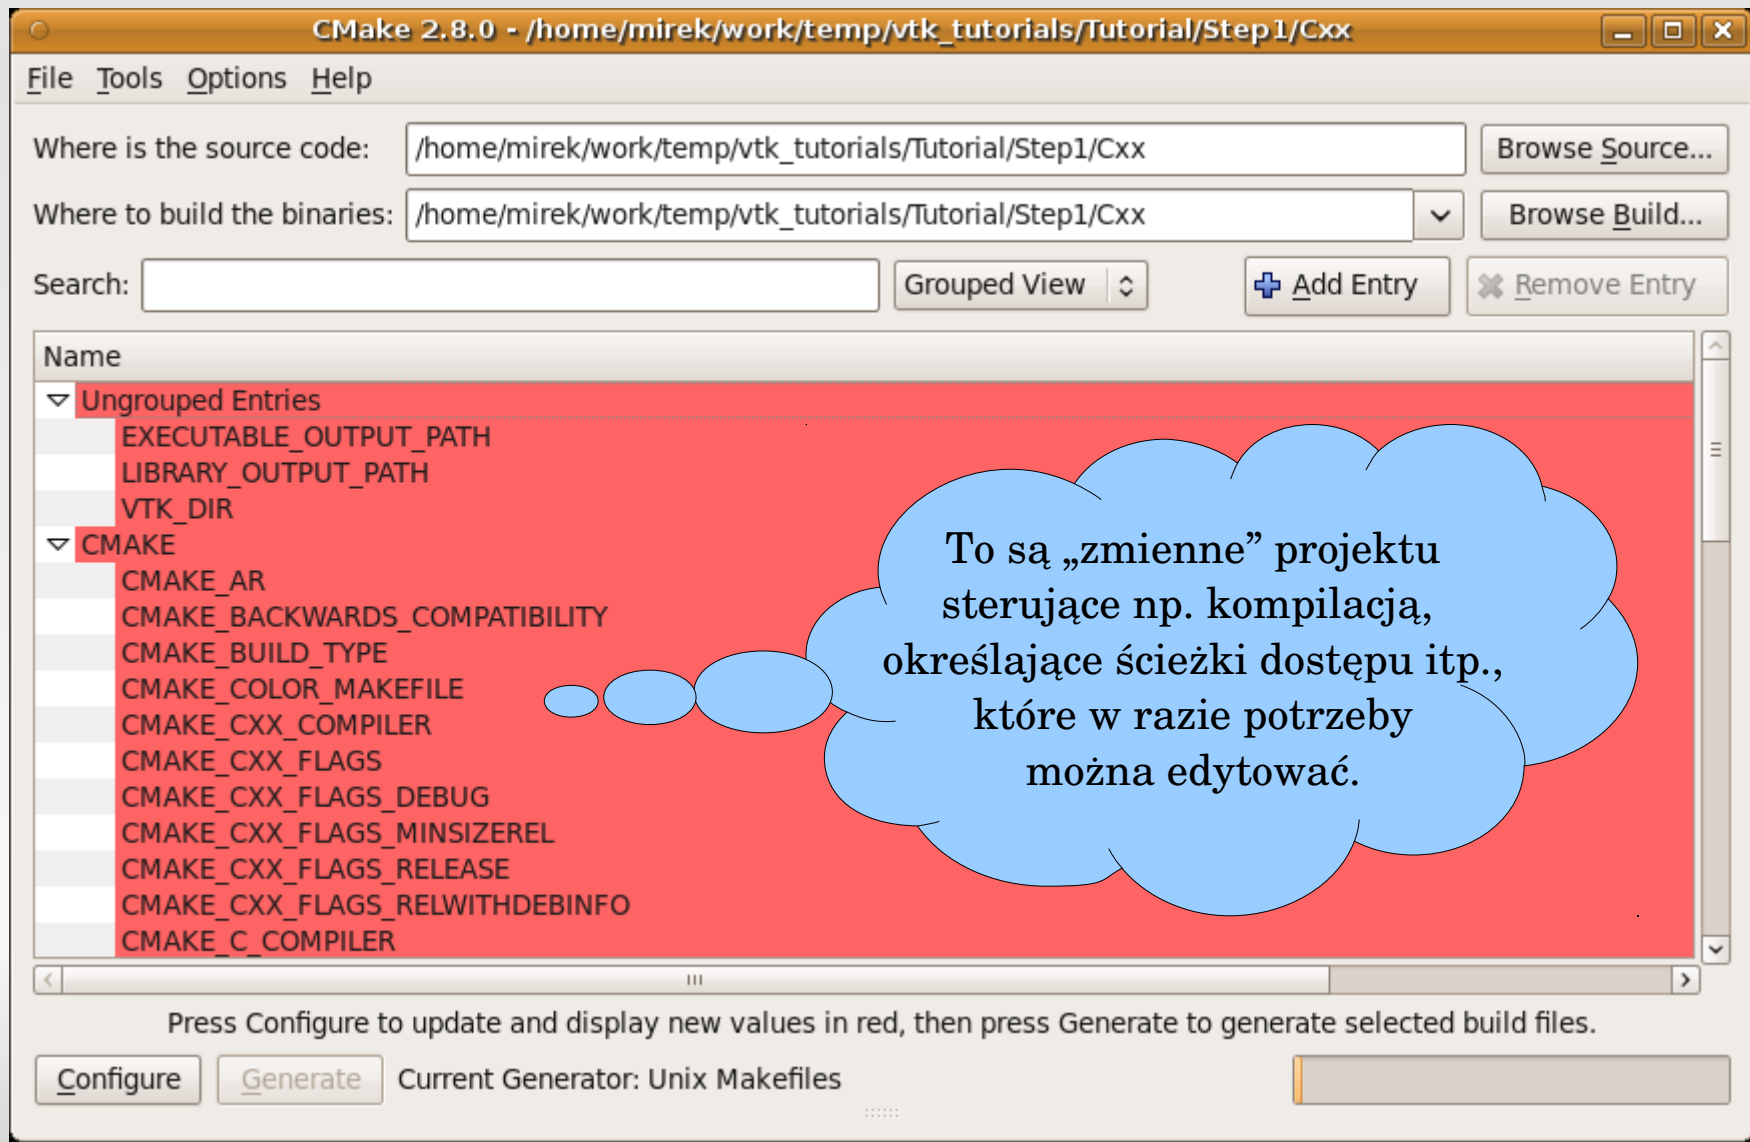 CMake 2.8.0 - /home/mirek/work/temp/vtk_tutorials/Tutorial/Step1/Cxx
File Tools Options Help
Where is the source code: /home/mirek/work/temp/vtk_tutorials/Tutorial/Step1/Cxx Browse Source...
Where to build the binaries: /home/mirek/work/temp/vtk_tutorials/Tutorial/Step1/Cxx Browse Build...
Search: Grouped View Add Entry Remove Entry
Name
Ungrouped Entries
EXECUTABLE_OUTPUT_PATH
LIBRARY_OUTPUT_PATH
VTK_DIR
CMAKE
CMAKE_AR
CMAKE_BACKWARDS_COMPATIBILITY
CMAKE_BUILD_TYPE
CMAKE_COLOR_MAKEFILE
CMAKE_CXX_COMPILER
CMAKE_CXX_FLAGS
CMAKE_CXX_FLAGS_DEBUG
CMAKE_CXX_FLAGS_MINSIZEREL
CMAKE_CXX_FLAGS_RELEASE
CMAKE_CXX_FLAGS_RELWITHDEBINFO
CMAKE_C_COMPILER
To są „zmienne” projektu
sterujące np. kompilacją,
określające ścieżki dostępu itp.,
które w razie potrzeby
można edytować.
Press Configure to update and display new values in red, then press Generate to generate selected build files.
Configure Generate Current Generator: Unix Makefiles